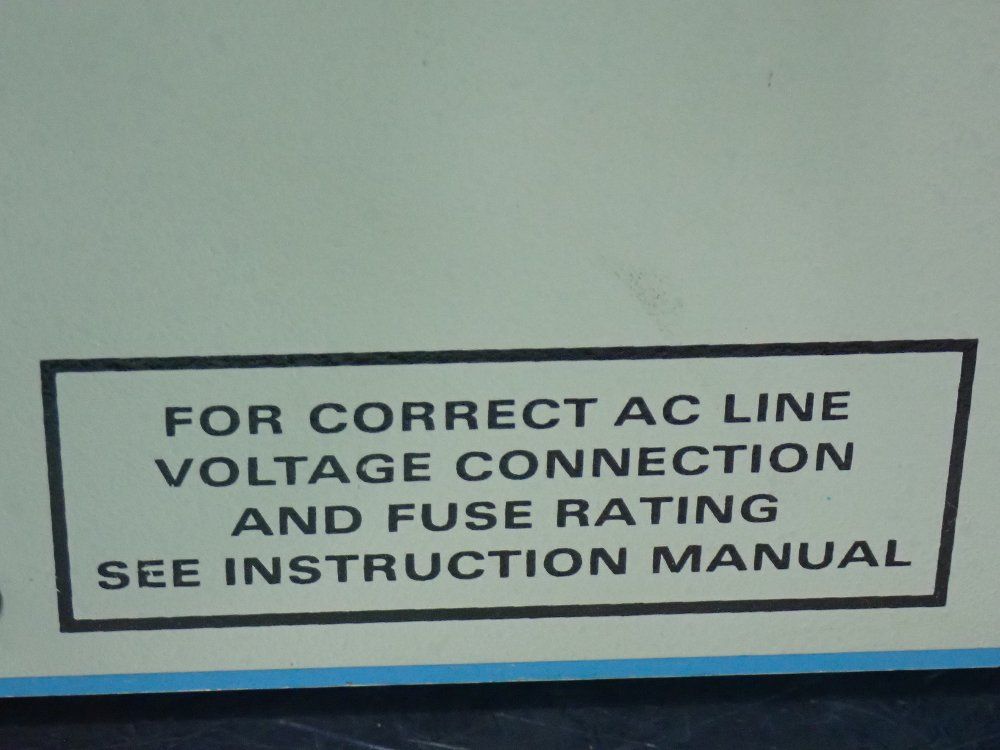 FOR CORRECT AC LINE
VOLTAGE CONNECTION
AND FUSE RATING
SEE INSTRUCTION MANUAL